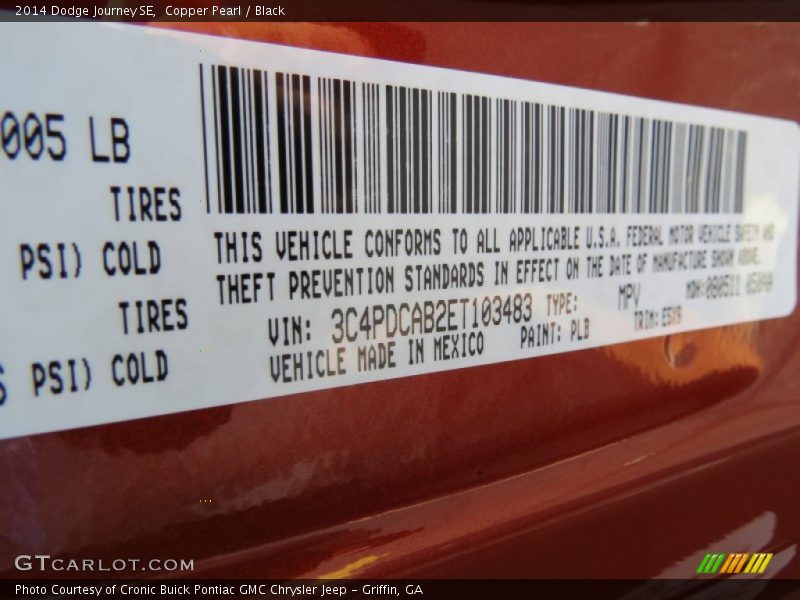 2014 Dodge Journey SE,  Copper Pearl / Black
005 LB
TIRES
PSI) COLD
TIRES
PSI) COLD
THIS VEHICLE CONFORMS TO ALL APPLICABLE U.S.A. FEDERAL MOTOR VEHICLE SAFETY AND
THEFT PREVENTION STANDARDS IN EFFECT ON THE DATE OF MANUFACTURE SHOWN ABOVE.
VIN: 3C4PDCAB2ET103483 TYPE: MPV MDH:
VEHICLE MADE IN MEXICO PAINT: PLB TRIM:
GTCARLOT.COM
Photo Courtesy of Cronic Buick Pontiac GMC Chrysler Jeep - Griffin, GA